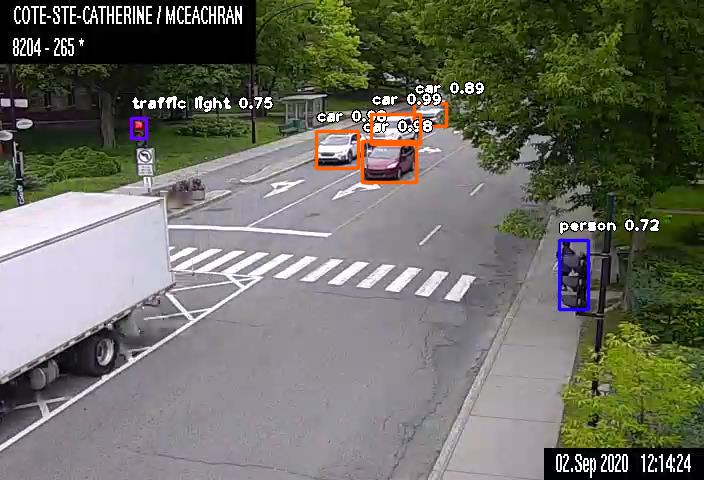 COTE-STE-CATHERINE / MCEACHRAN
8204 - 265 *
car 0.89
car 0.99
traffic light 0.75
car 0.98
person 0.72
02.Sep 2020 12:14:24